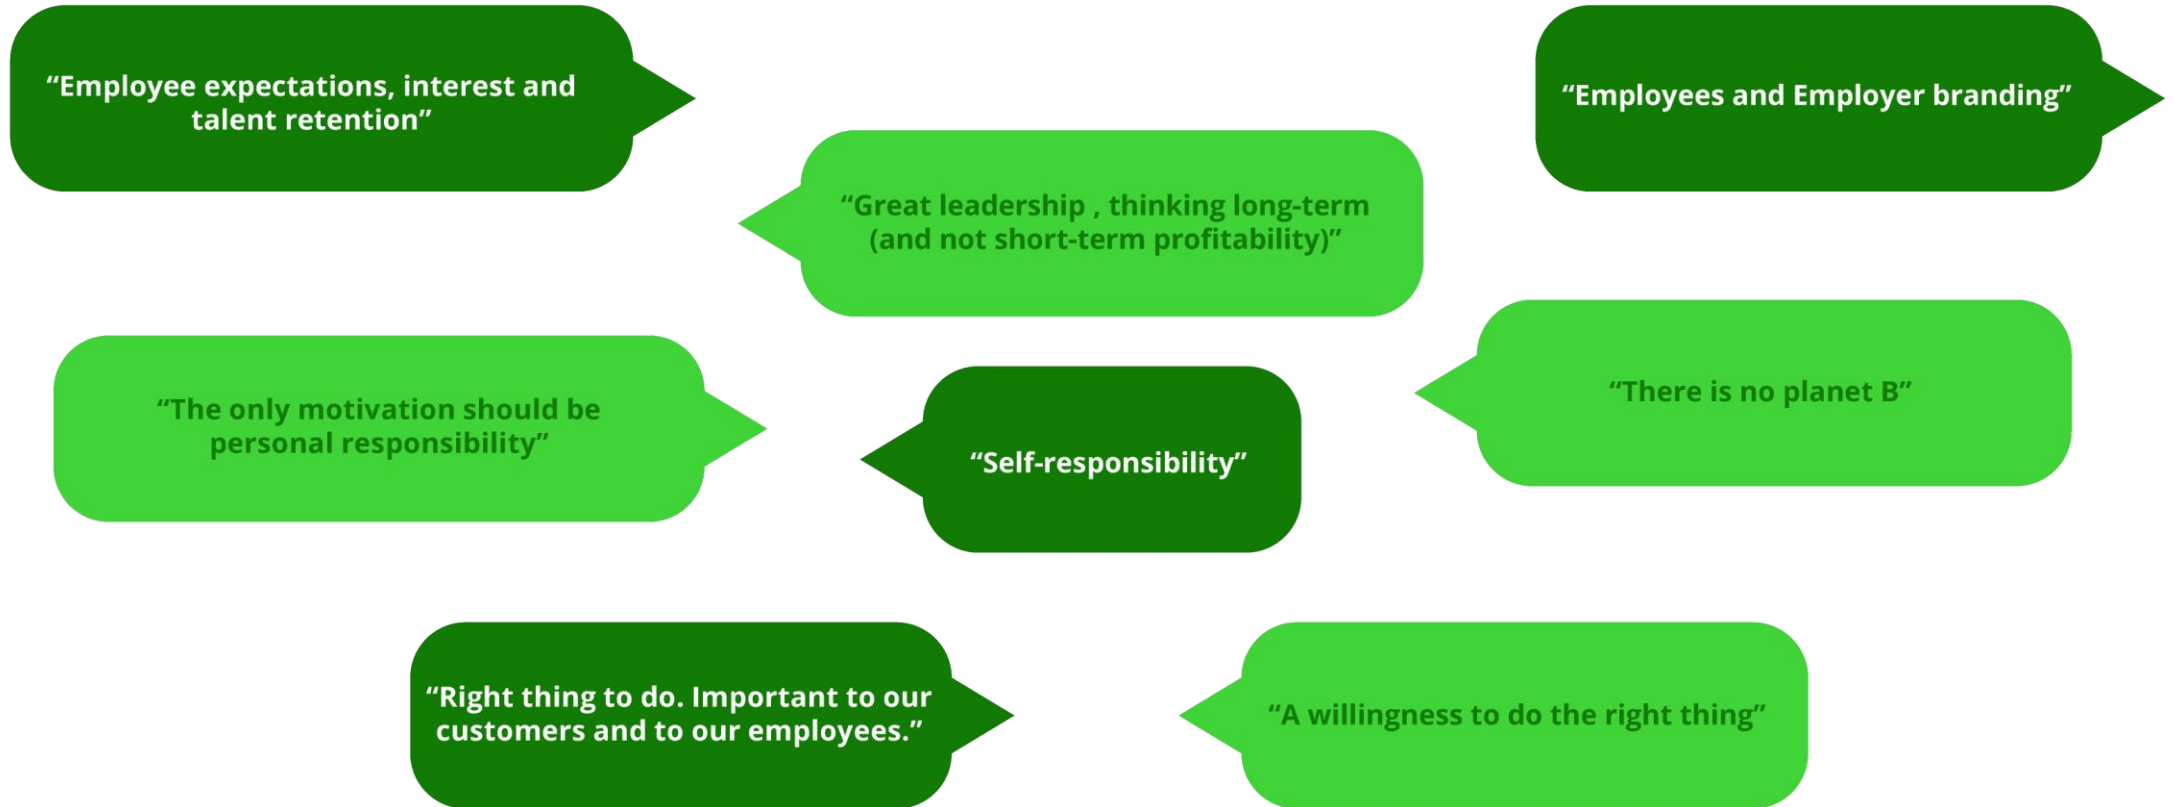 “Employee expectations, interest and
talent retention”
“Employees and Employer branding”
“Great leadership , thinking long-term
(and not short-term profitability)”
“The only motivation should be
personal responsibility”
“Self-responsibility”
“There is no planet B”
“Right thing to do. Important to our
customers and to our employees.”
“A willingness to do the right thing”